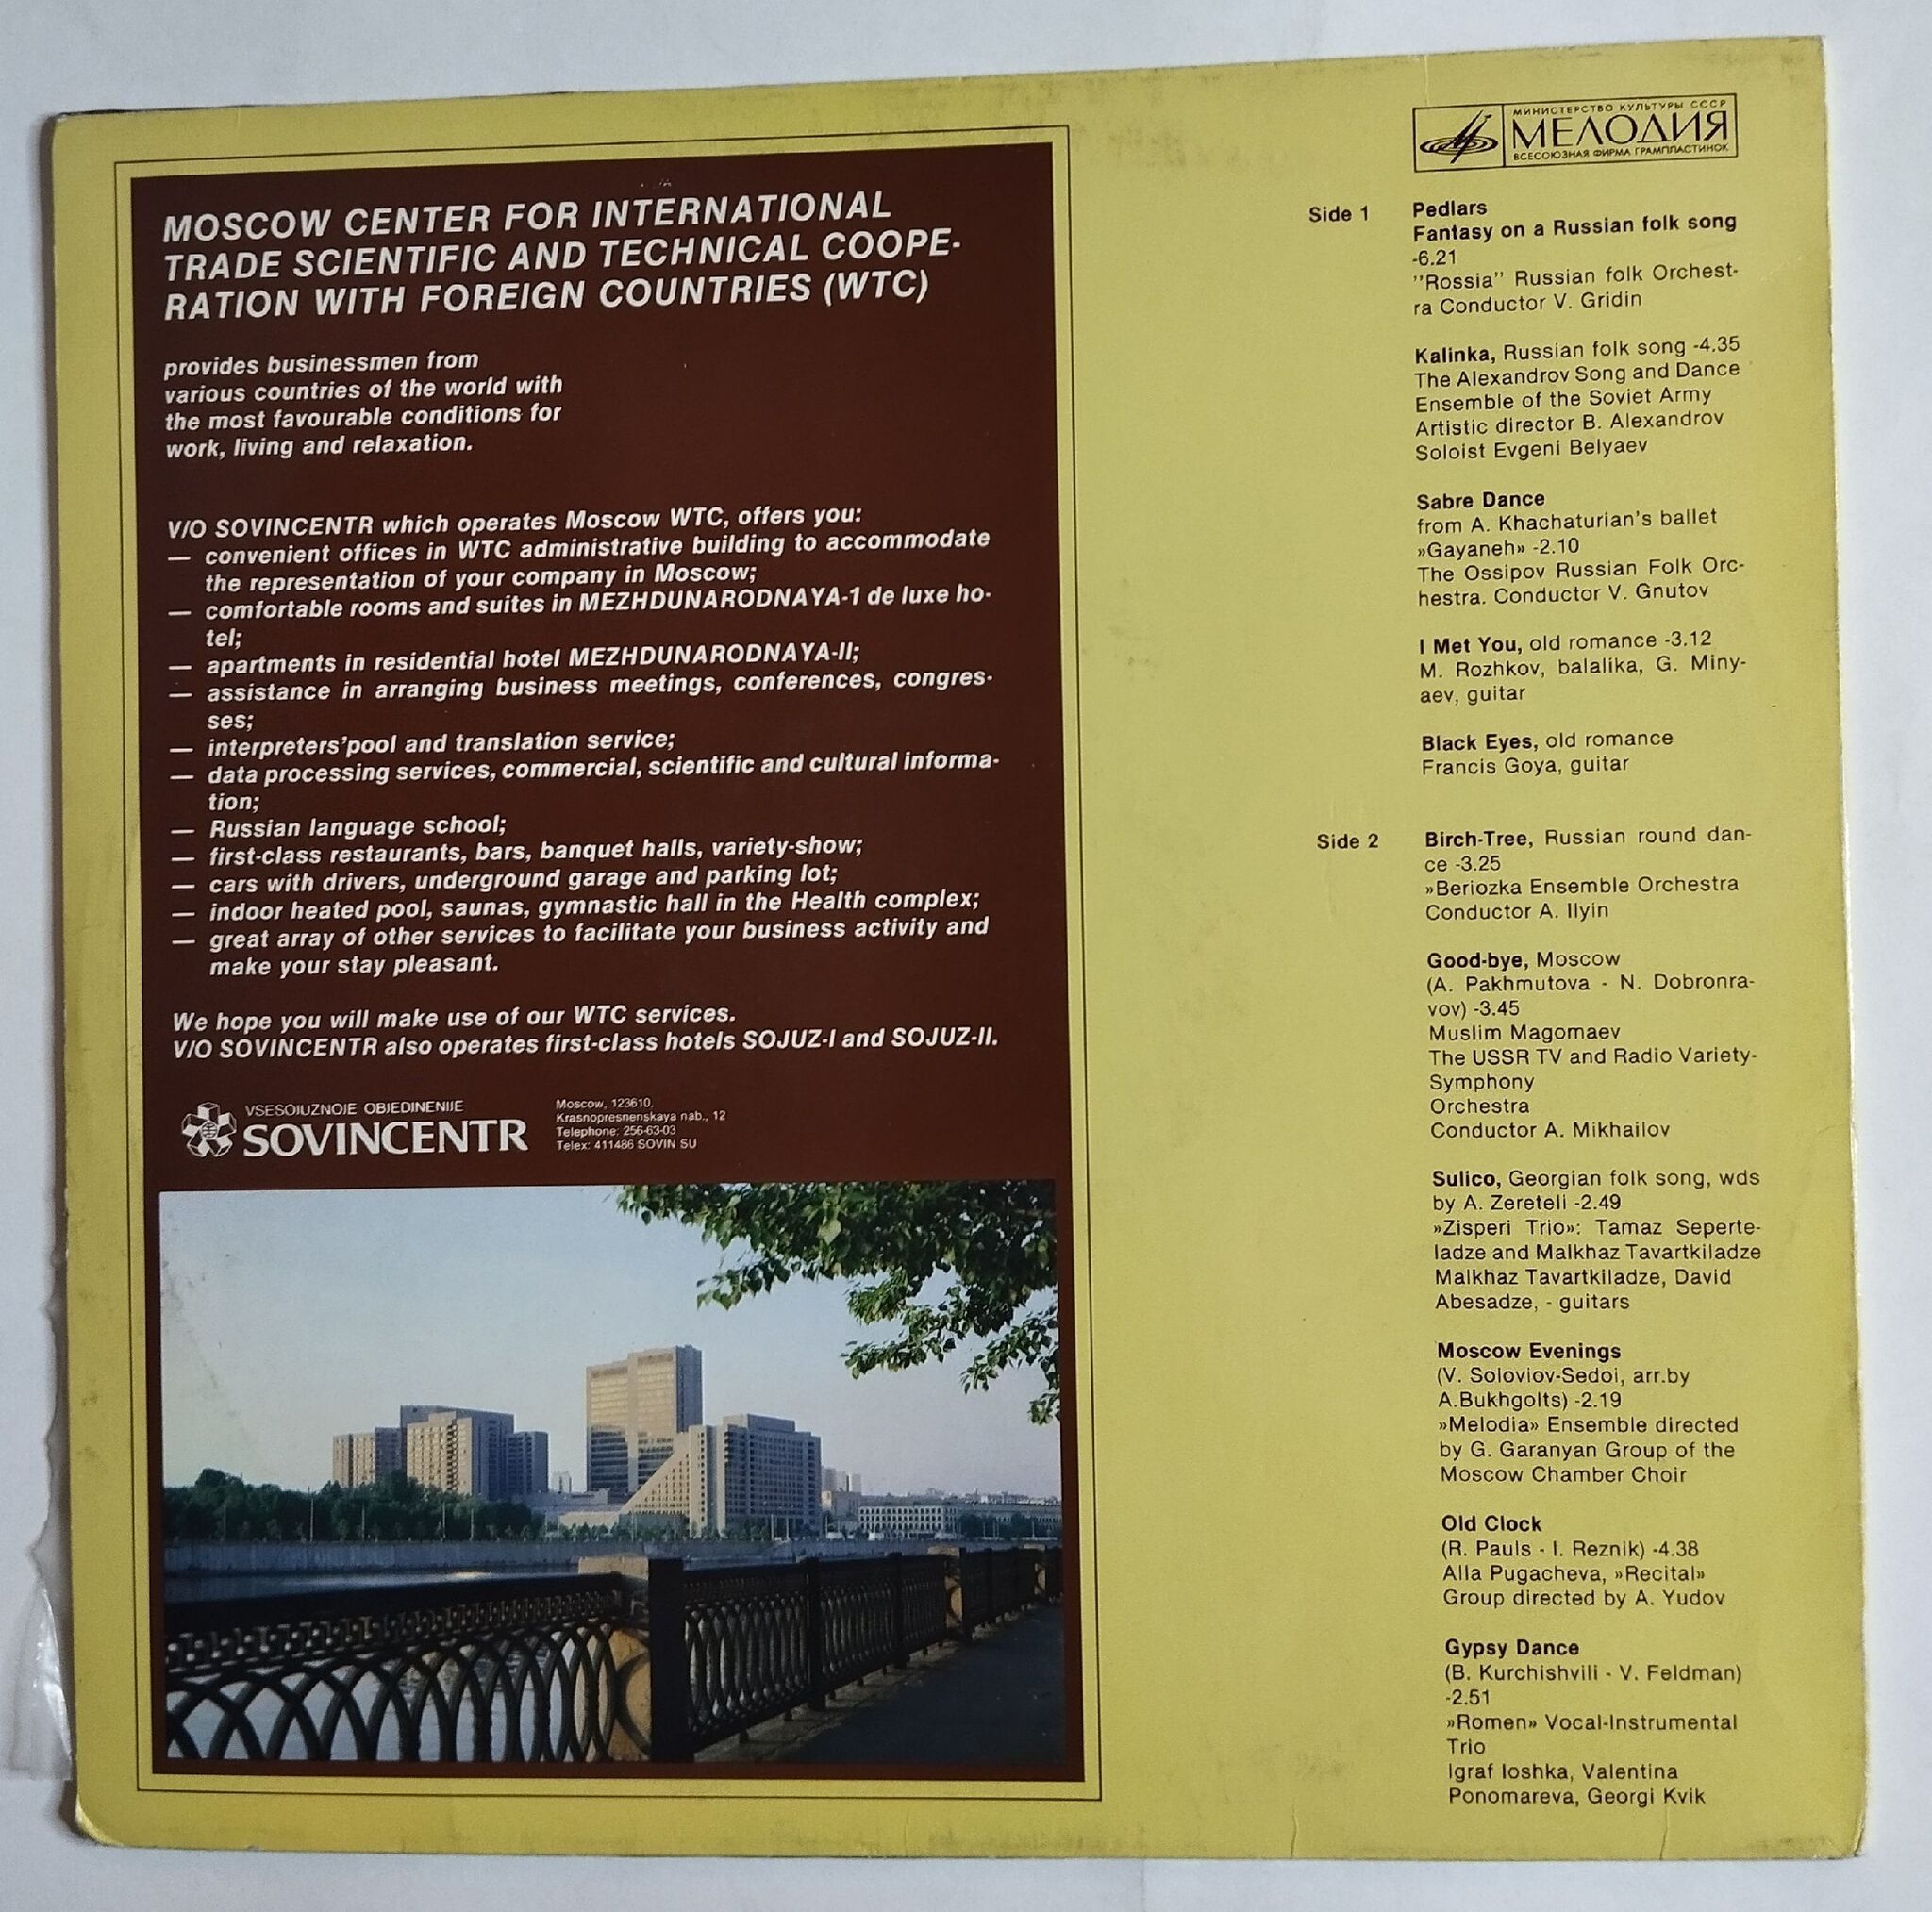 MOSCOW CENTER FOR INTERNATIONAL
TRADE SCIENTIFIC AND TECHNICAL COOPE-
RATION WITH FOREIGN COUNTRIES (WTC)
provides businessmen from
various countries of the world with
the most favourable conditions for
work, living and relaxation.
V/O SOVINCENTR which operates Moscow WTC, offers you:
— convenient offices in WTC administrative building to accommodate
the representation of your company in Moscow;
— comfortable rooms and suites in MEZHDUNARODNAYA-1 de luxe ho-
tel;
— apartments in residential hotel MEZHDUNARODNAYA-II;
— assistance in arranging business meetings, conferences, congres-
ses;
— interpreters'pool and translation service;
— data processing services, commercial, scientific and cultural informa-
tion;
— Russian language school;
— first-class restaurants, bars, banquet halls, variety-show;
— cars with drivers, underground garage and parking lot;
— indoor heated pool, saunas, gymnastic hall in the Health complex;
— great array of other services to facilitate your business activity and
make your stay pleasant.
We hope you will make use of our WTC services.
V/O SOVINCENTR also operates first-class hotels SOJUZ-I and SOJUZ-II.
VSESOIUZNOIE OBIEDINENIIE
SOVINCENTR
Moscow, 123610,
Krasnopresnenskaya nab., 12
Telephone: 256-63-03
Telex: 411486 SOVIN SU
МИНИСТЕРСТВО КУЛЬТУРЫ СССР
МЕЛОДИЯ
ВСЕСОЮЗНАЯ ФИРМА ГРАМПЛАСТИНОК
Side 1
Pedlars
Fantasy on a Russian folk song
-6.21
"Rossia" Russian folk Orchest-
ra Conductor V. Gridin
Kalinka, Russian folk song -4.35
The Alexandrov Song and Dance
Ensemble of the Soviet Army
Artistic director B. Alexandrov
Soloist Evgeni Belyaev
Sabre Dance
from A. Khachaturian's ballet
»Gayaneh» -2.10
The Ossipov Russian Folk Orc-
hestra. Conductor V. Gnutov
I Met You, old romance -3.12
M. Rozhkov, balalika, G. Miny-
aev, guitar
Black Eyes, old romance
Francis Goya, guitar
Side 2
Birch-Tree, Russian round dan-
ce -3.25
»Beriozka Ensemble Orchestra
Conductor A. Ilyin
Good-bye, Moscow
(A. Pakhmutova - N. Dobronra-
vov) -3.45
Muslim Magomaev
The USSR TV and Radio Variety-
Symphony
Orchestra
Conductor A. Mikhailov
Sulico, Georgian folk song, wds
by A. Zereteli -2.49
»Zisperi Trio»: Tamaz Seperte-
ladze and Malkhaz Tavartkiladze
Malkhaz Tavartkiladze, David
Abesadze, - guitars
Moscow Evenings
(V. Soloviov-Sedoi, arr.by
A.Bukhgolts) -2.19
»Melodia» Ensemble directed
by G. Garanyan Group of the
Moscow Chamber Choir
Old Clock
(R. Pauls - I. Reznik) -4.38
Alla Pugacheva, »Recital»
Group directed by A. Yudov
Gypsy Dance
(B. Kurchishvili - V. Feldman)
-2.51
»Romen» Vocal-Instrumental
Trio
Igraf Ioshka, Valentina
Ponomareva, Georgi Kvik